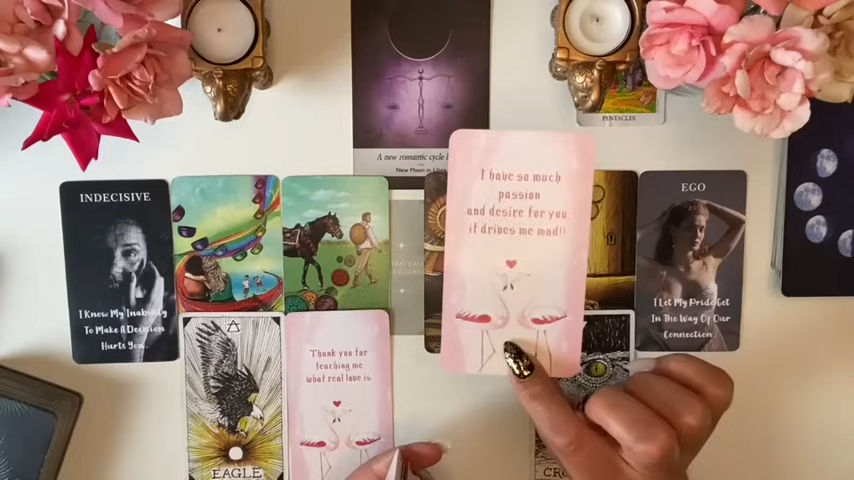 PENTACLES
A new romantic cycle
New Moon in Libra
I have so much
passion
and desire for you
it drives me mad!!
INDECISIVE
I Know My Inability
To Make A Decision
Hurts You.
EGO
I Let My Pride Get
In The Way Of Our
Connection
Thank you for
teaching me
what real love is
EAGLE